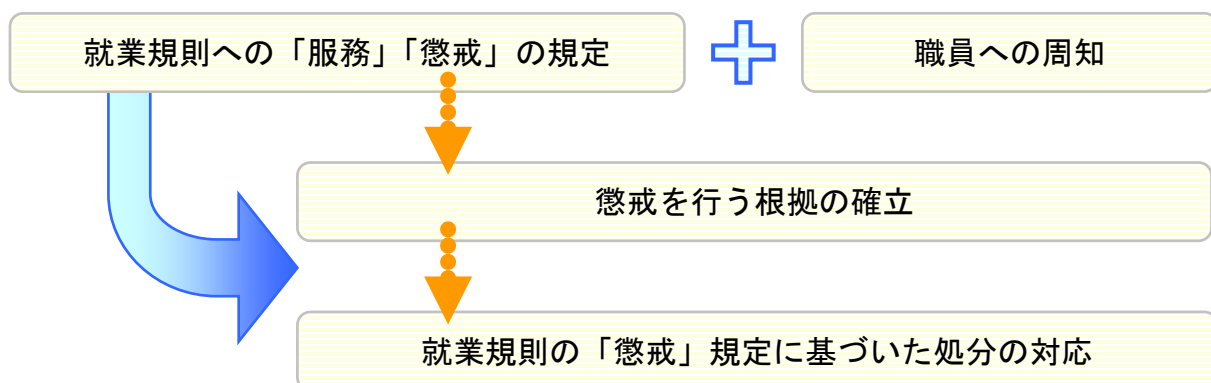 就業規則への「服務」「懲戒」の規定
職員への周知
懲戒を行う根拠の確立
就業規則の「懲戒」規定に基づいた処分の対応